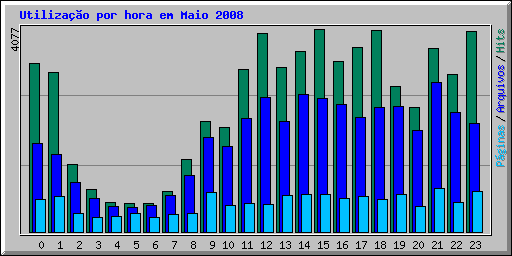 Utilização por hora em Maio 2008
4077
Páginas / Arquivos / Hits
0 1 2 3 4 5 6 7 8 9 10 11 12 13 14 15 16 17 18 19 20 21 22 23